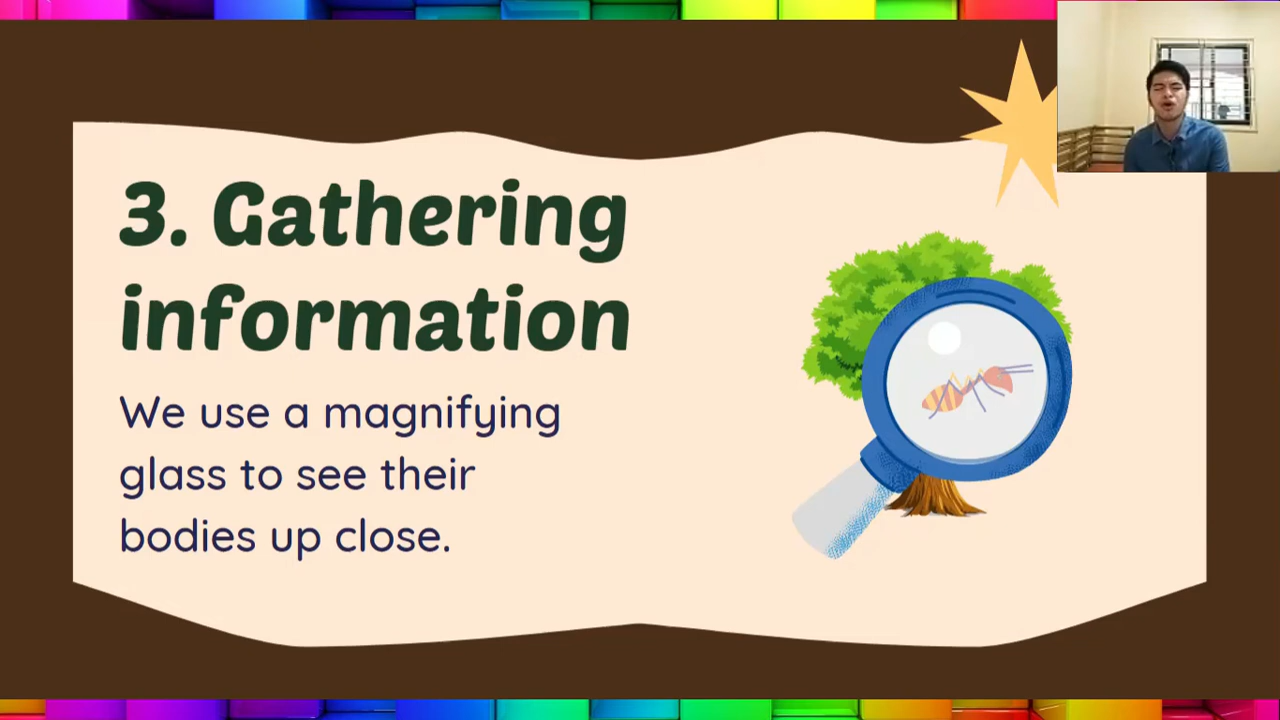 3. Gathering
information
We use a magnifying
glass to see their
bodies up close.